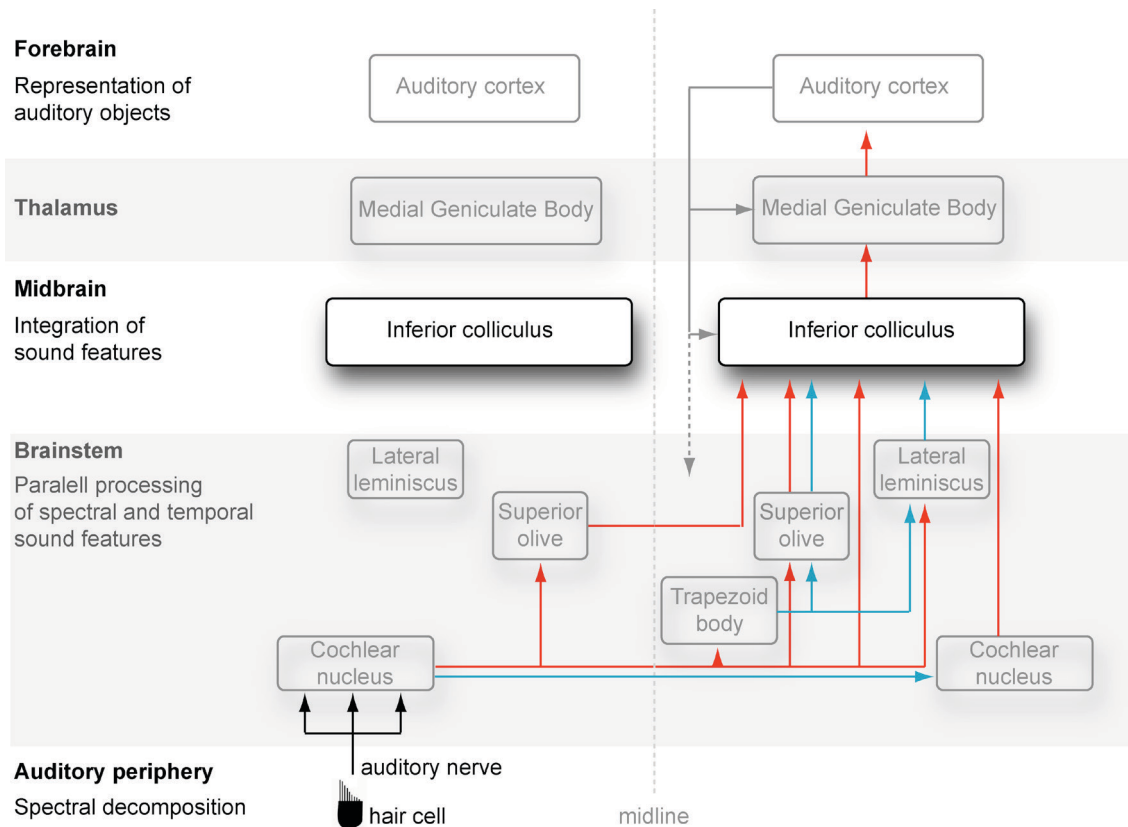 Forebrain
Representation of
auditory objects
Auditory cortex
Auditory cortex
Thalamus
Medial Geniculate Body
Medial Geniculate Body
Midbrain
Integration of
sound features
Inferior colliculus
Inferior colliculus
Brainstem
Paralell processing
of spectral and temporal
sound features
Lateral
leminiscus
Superior
olive
Superior
olive
Lateral
leminiscus
Trapezoid
body
Cochlear
nucleus
Cochlear
nucleus
Auditory periphery
Spectral decomposition
auditory nerve
hair cell
midline